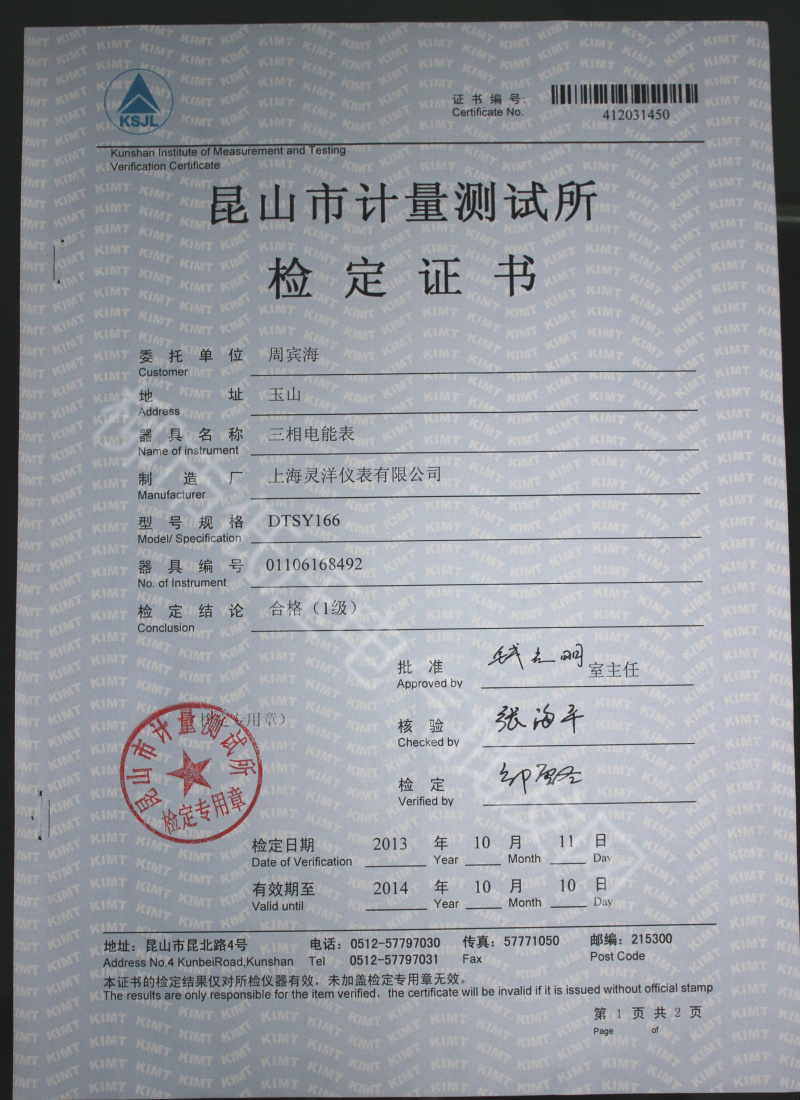 KSJL
证书编号: 412031450
Certificate No.
Kunshan Institute of Measurement and Testing
Verification Certificate
昆山市计量测试所
检定证书
委托单位 周宾海
Customer
地址 玉山
Address
器具名称 三相电能表
Name of instrument
制造厂 上海灵洋仪表有限公司
Manufacturer
型号规格 DTSY166
Model/ Specification
器具编号 01106168492
No. of Instrument
检定结论 合格（1级）
Conclusion
批准 室主任
Approved by
（检定专用章）
核验 张海平
Checked by
昆山市计量测试所
检定专用章
检定
Verified by
检定日期 2013 年 10 月 11 日
Date of Verification Year Month Day
有效期至 2014 年 10 月 10 日
Valid until Year Month Day
地址：昆山市昆北路4号 电话：0512-57797030 传真：57771050 邮编：215300
Address No.4 KunbeiRoad,Kunshan Tel 0512-57797031 Fax Post Code
本证书的检定结果仅对所检仪器有效，未加盖检定专用章无效。
The results are only responsible for the item verified，the certificate will be invalid if it is issued without official stamp
第 1 页 共 2 页
Page of